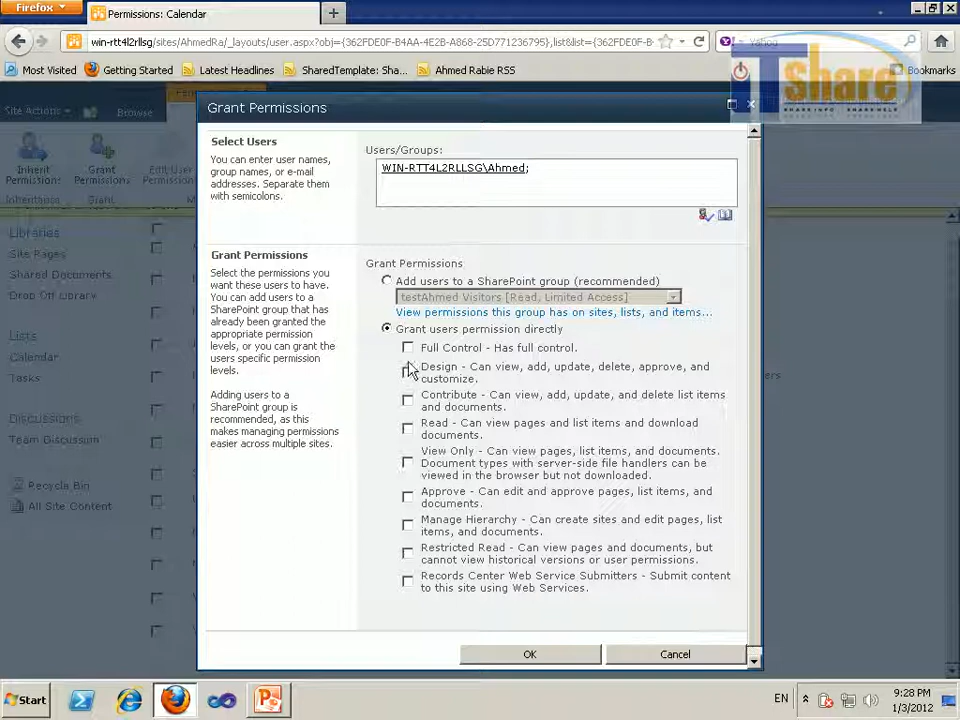 Firefox
Permissions: Calendar
win-rtt4l2rllsg/sites/AhmedRa/_layouts/user.aspx?obj={362FDE0F-B4AA-4E2B-A868-25D771236795},list&list={362FDE0F-B
Yahoo
Most Visited
Getting Started
Latest Headlines
SharedTemplate: Sha...
Ahmed Rabie RSS
Bookmarks
T Share
SHARE INFO
Site Actions
Browse
Grant Permissions
Inherit Permissions
Grant Permissions
Edit User Permissions
Inheritance
Grant
Select Users
You can enter user names,
group names, or e-mail
addresses. Separate them
with semicolons.
Users/Groups:
WIN-RTT4L2RLLSG\Ahmed;
Libraries
Site Pages
Shared Documents
Drop Off Library
Lists
Calendar
Tasks
Discussions
Team Discussion
Recycle Bin
All Site Content
Grant Permissions
Select the permissions you
want these users to have.
You can add users to a
SharePoint group that has
already been granted the
appropriate permission
levels, or you can grant the
users specific permission
levels.
Adding users to a
SharePoint group is
recommended, as this
makes managing permissions
easier across multiple sites.
Grant Permissions
Add users to a SharePoint group (recommended)
testAhmed Visitors [Read, Limited Access]
View permissions this group has on sites, lists, and items...
Grant users permission directly
Full Control - Has full control.
Design - Can view, add, update, delete, approve, and
customize.
Contribute - Can view, add, update, and delete list items
and documents.
Read - Can view pages and list items and download
documents.
View Only - Can view pages, list items, and documents.
Document types with server-side file handlers can be
viewed in the browser but not downloaded.
Approve - Can edit and approve pages, list items, and
documents.
Manage Hierarchy - Can create sites and edit pages, list
items, and documents.
Restricted Read - Can view pages and documents, but
cannot view historical versions or user permissions.
Records Center Web Service Submitters - Submit content
to this site using Web Services.
OK
Cancel
Start
EN
9:28 PM
1/3/2012